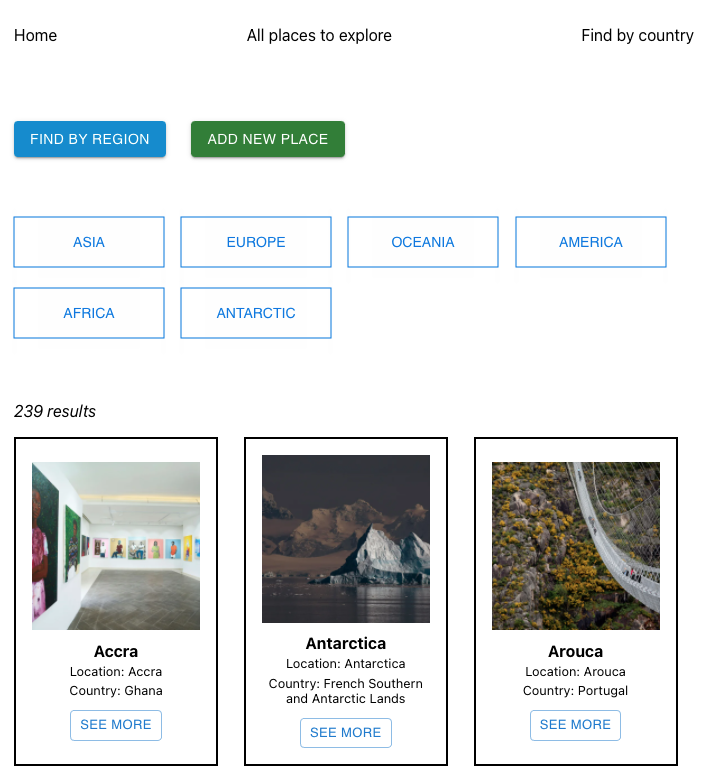 Home All places to explore Find by country
FIND BY REGION ADD NEW PLACE
ASIA EUROPE OCEANIA AMERICA
AFRICA ANTARCTIC
239 results
Accra
Location: Accra
Country: Ghana
SEE MORE
Antarctica
Location: Antarctica
Country: French Southern
and Antarctic Lands
SEE MORE
Arouca
Location: Arouca
Country: Portugal
SEE MORE